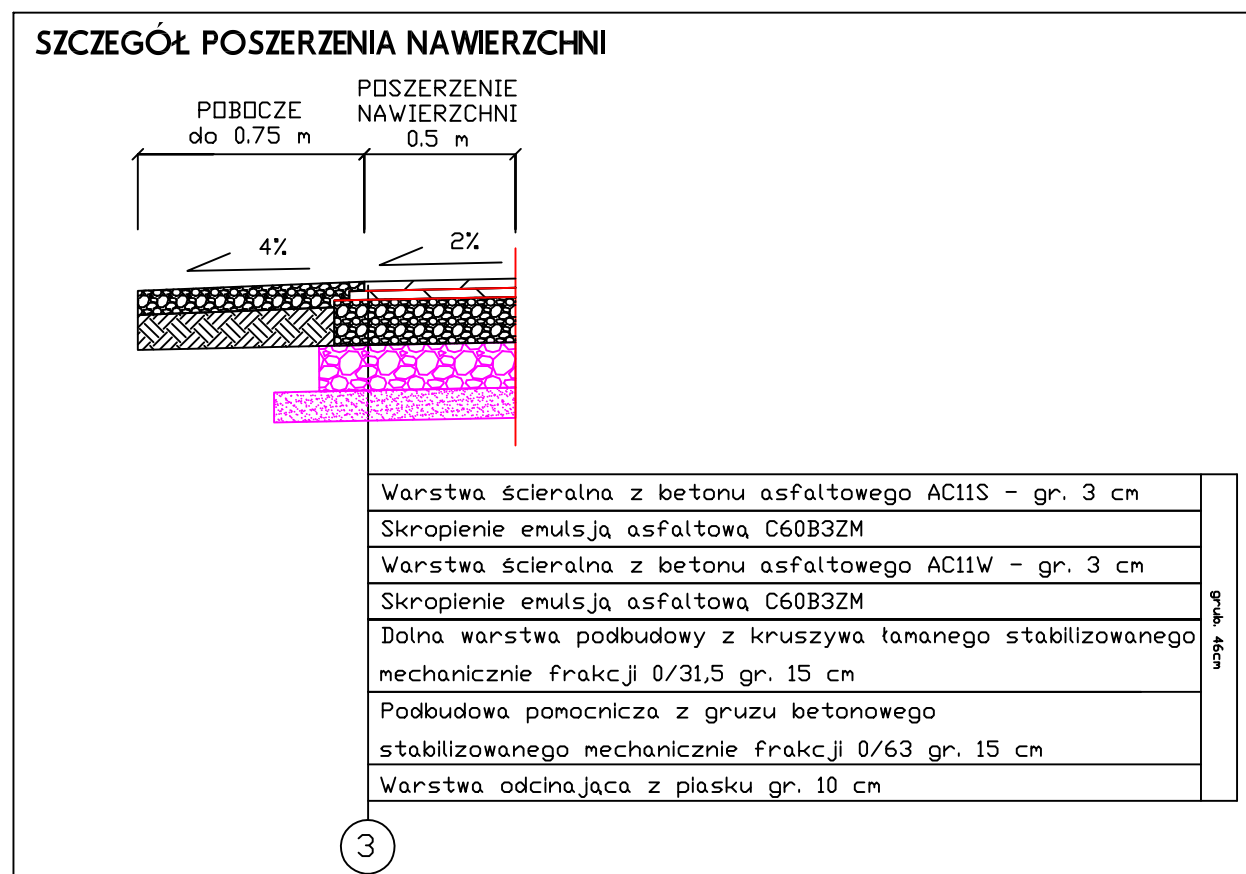 SZCZEGÓŁ POSZERZENIA NAWIERZCHNI
POBOCZE
do 0.75 m
POSZERZENIE
NAWIERZCHNI
0.5 m
4%
2%
Warstwa ścieralna z betonu asfaltowego AC11S - gr. 3 cm
Skropienie emulsją asfaltową C60B3ZM
Warstwa ścieralna z betonu asfaltowego AC11W - gr. 3 cm
Skropienie emulsją asfaltową C60B3ZM
Dolna warstwa podbudowy z kruszywa łamanego stabilizowanego
mechanicznie frakcji 0/31,5 gr. 15 cm
Podbudowa pomocnicza z gruzu betonowego
stabilizowanego mechanicznie frakcji 0/63 gr. 15 cm
Warstwa odcinająca z piasku gr. 10 cm
grub. 46cm
3